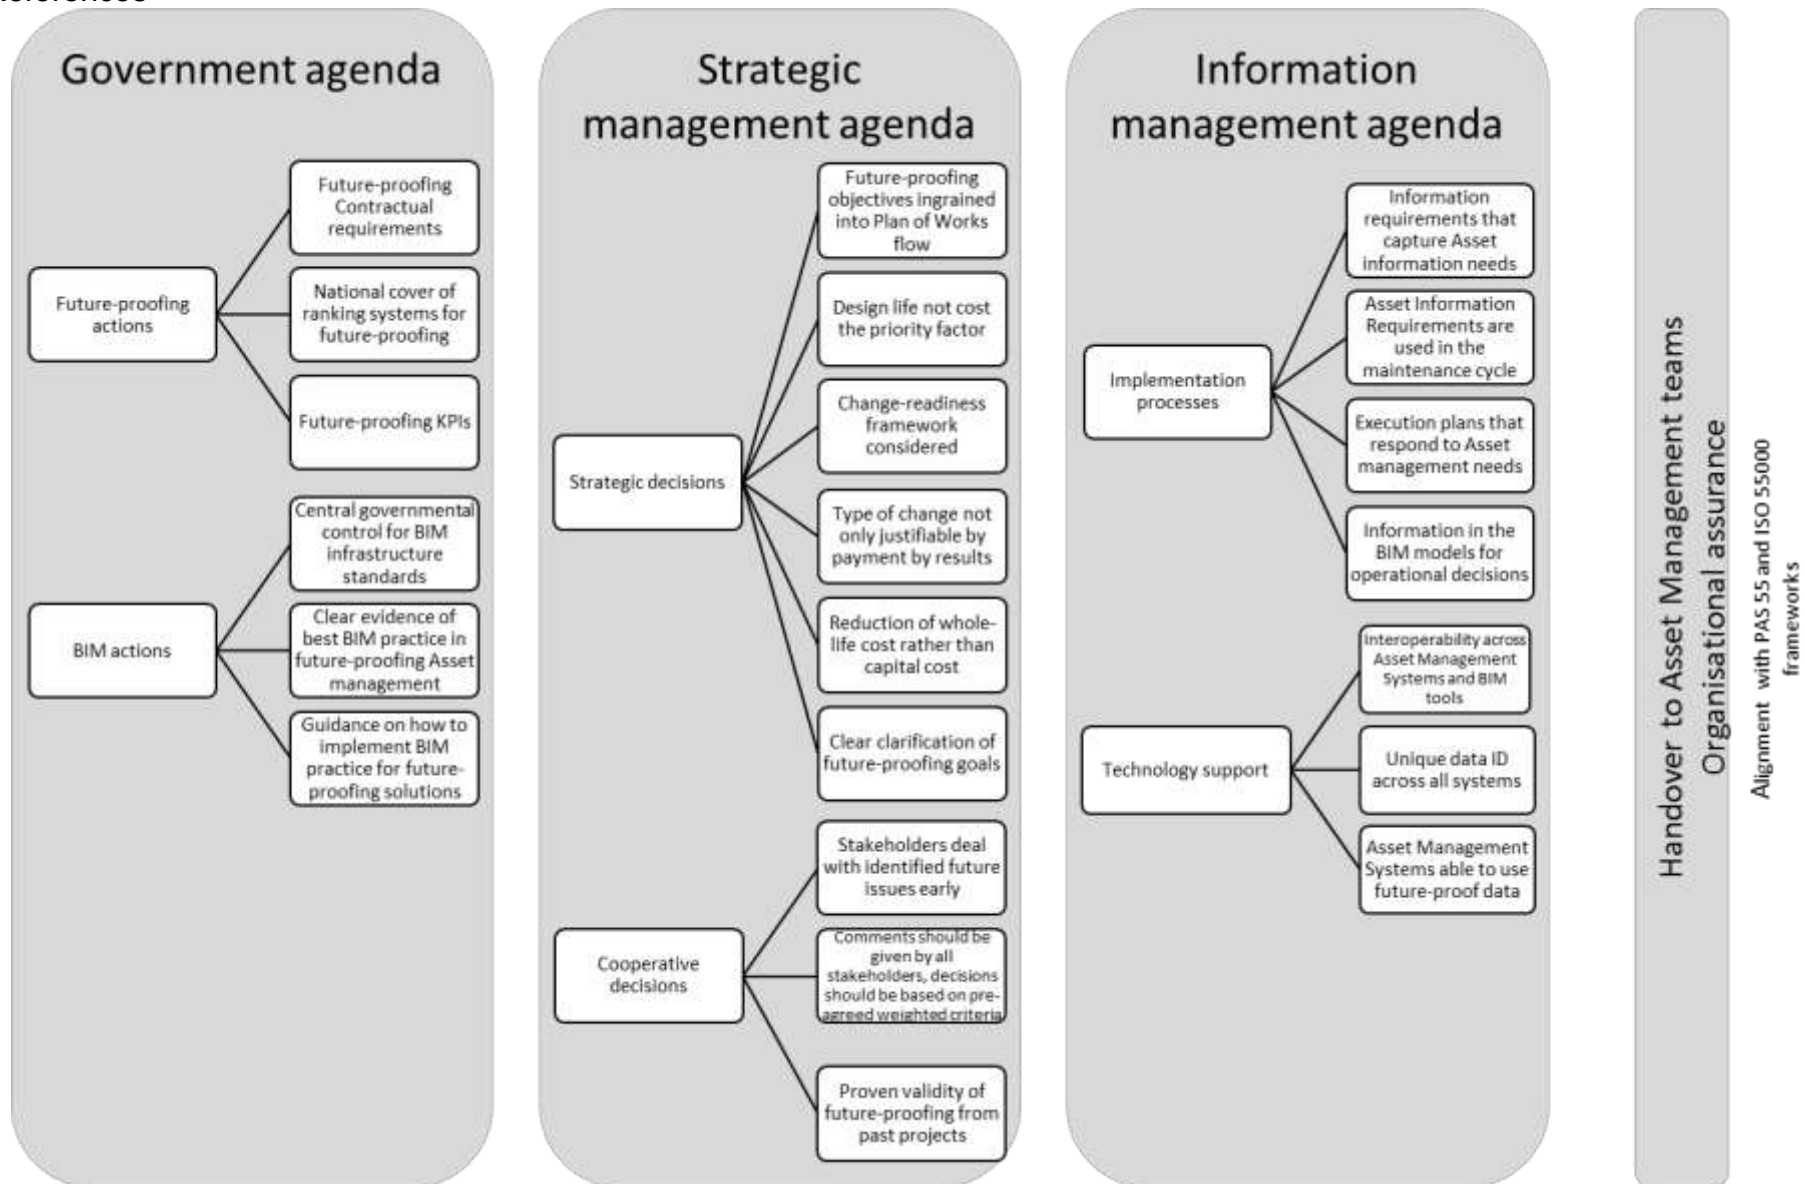 Government agenda
Future-proofing
actions
Future-proofing
Contractual
requirements
National cover of
ranking systems for
future-proofing
Future-proofing KPIs
BIM actions
Central governmental
control for BIM
infrastructure
standards
Clear evidence of
best BIM practice in
future-proofing Asset
management
Guidance on how to
implement BIM
practice for future-
proofing solutions
Strategic
management agenda
Strategic decisions
Future-proofing
objectives ingrained
into Plan of Works
flow
Design life not cost
the priority factor
Change-readiness
framework
considered
Type of change not
only justifiable by
payment by results
Reduction of whole-
life cost rather than
capital cost
Clear clarification of
future-proofing goals
Cooperative
decisions
Stakeholders deal
with identified future
issues early
Comments should be
given by all
stakeholders, decisions
should be based on pre-
agreed weighted criteria
Proven validity of
future-proofing from
past projects
Information
management agenda
Implementation
processes
Information
requirements that
capture Asset
information needs
Asset Information
Requirements are
used in the
maintenance cycle
Execution plans that
respond to Asset
management needs
Information in the
BIM models for
operational decisions
Technology support
Interoperability across
Asset Management
Systems and BIM
tools
Unique data ID
across all systems
Asset Management
Systems able to use
future-proof data
Handover to Asset Management teams
Organisational assurance
Alignment with PAS 55 and ISO 55000
frameworks